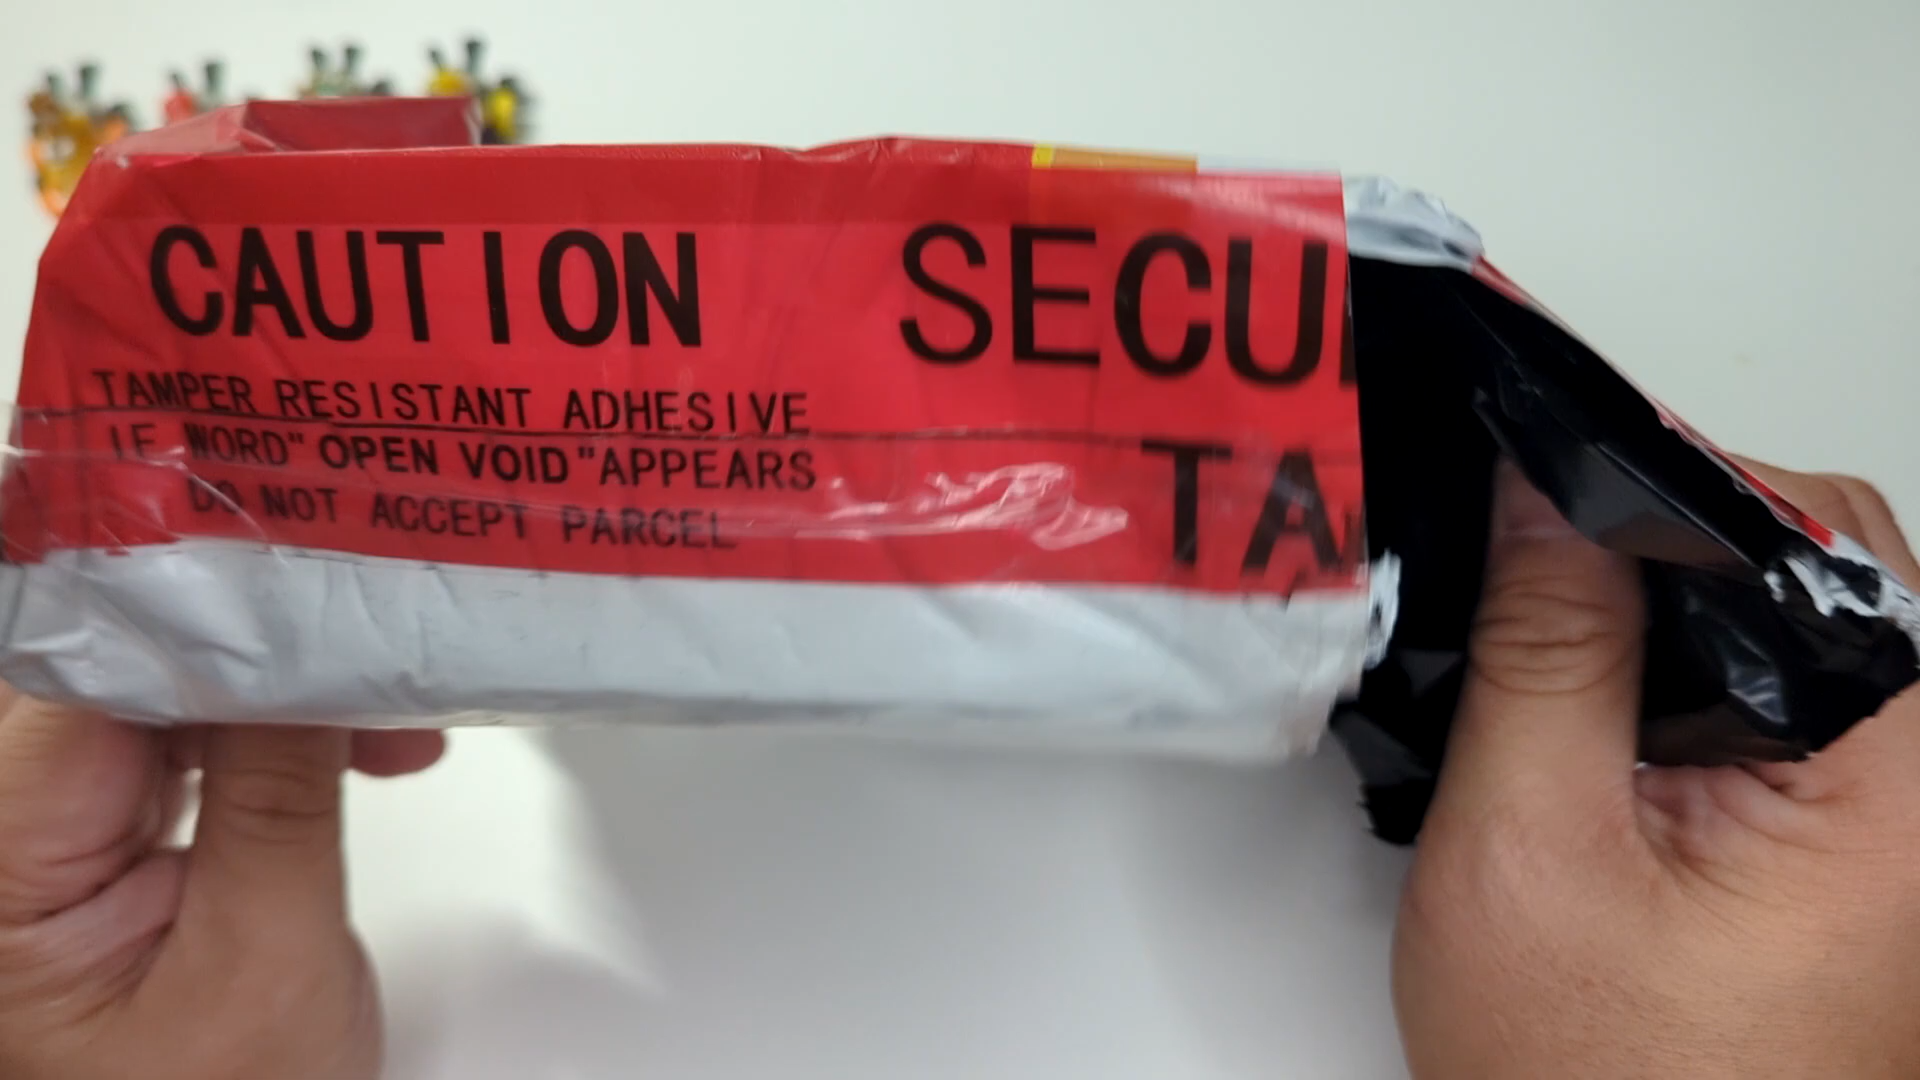 CAUTION
TAMPER RESISTANT ADHESIVE
IF WORD"OPEN VOID"APPEARS
DO NOT ACCEPT PARCEL
SECU
TA